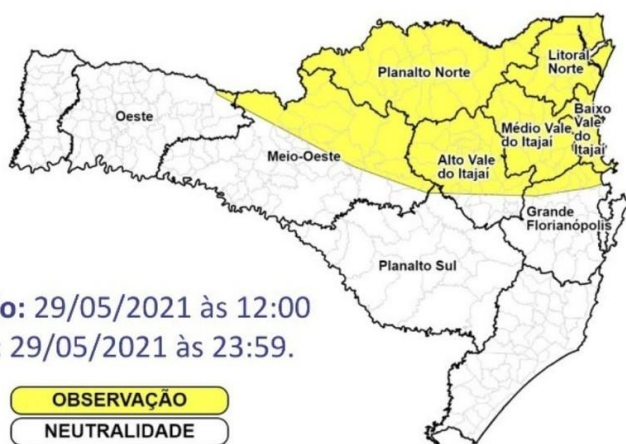 Planalto Norte
Litoral
Norte
Oeste
Baixo
Vale
do
Itajaí
Médio Vale
do Itajaí
Meio-Oeste
Alto Vale
do Itajaí
Grande
Florianópolis
Planalto Sul
o: 29/05/2021 às 12:00
: 29/05/2021 às 23:59.
OBSERVAÇÃO
NEUTRALIDADE